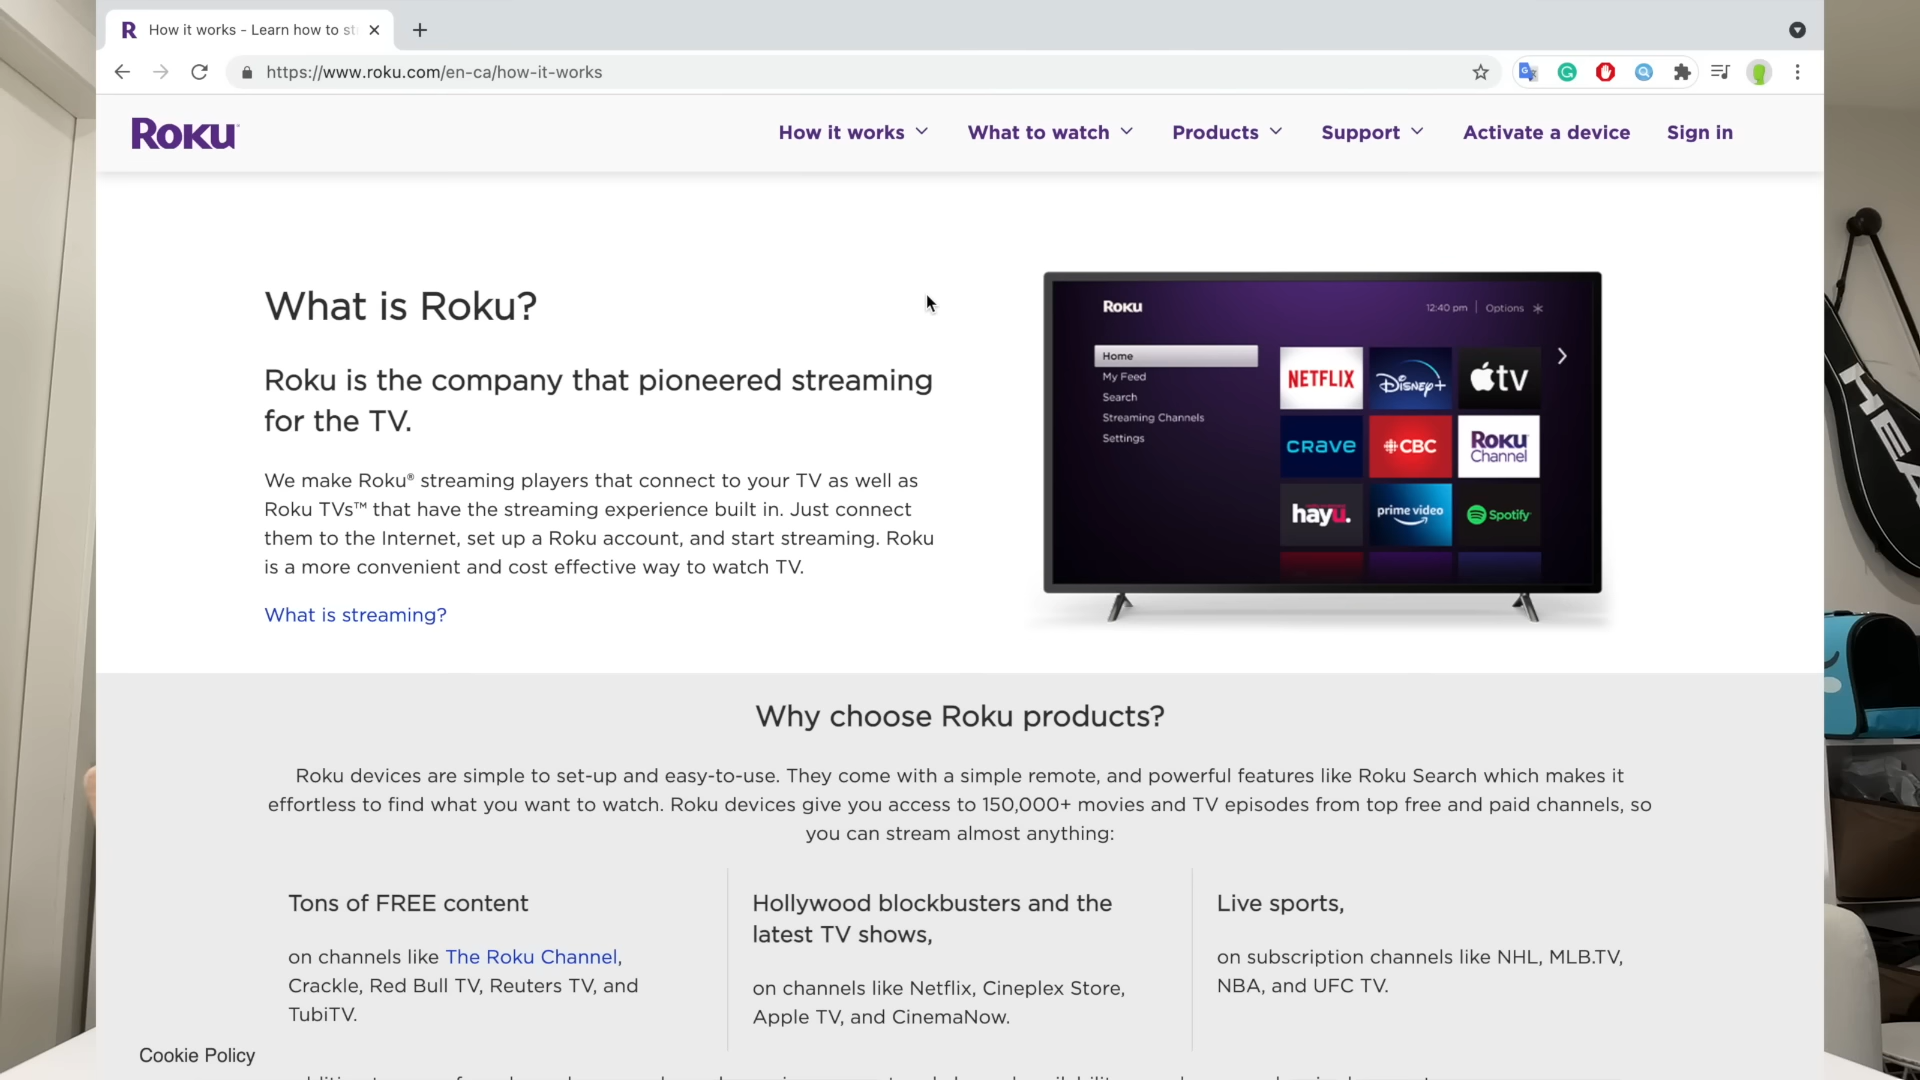 How it works - Learn how to st
https://www.roku.com/en-ca/how-it-works
ROKU
How it works
What to watch
Products
Support
Activate a device
Sign in
What is Roku?
Roku is the company that pioneered streaming
for the TV.
We make Roku® streaming players that connect to your TV as well as
Roku TVs™ that have the streaming experience built in. Just connect
them to the Internet, set up a Roku account, and start streaming. Roku
is a more convenient and cost effective way to watch TV.
What is streaming?
ROKU
12:40 pm | Options
Home
My Feed
Search
Streaming Channels
Settings
NETFLIX
Disney+
tv
CRAVE
CBC
ROKU Channel
hayu.
prime video
Spotify
HEA
Why choose Roku products?
Roku devices are simple to set-up and easy-to-use. They come with a simple remote, and powerful features like Roku Search which makes it
effortless to find what you want to watch. Roku devices give you access to 150,000+ movies and TV episodes from top free and paid channels, so
you can stream almost anything:
Tons of FREE content
on channels like The Roku Channel,
Crackle, Red Bull TV, Reuters TV, and
TubiTV.
Hollywood blockbusters and the
latest TV shows,
on channels like Netflix, Cineplex Store,
Apple TV, and CinemaNow.
Live sports,
on subscription channels like NHL, MLB.TV,
NBA, and UFC TV.
Cookie Policy